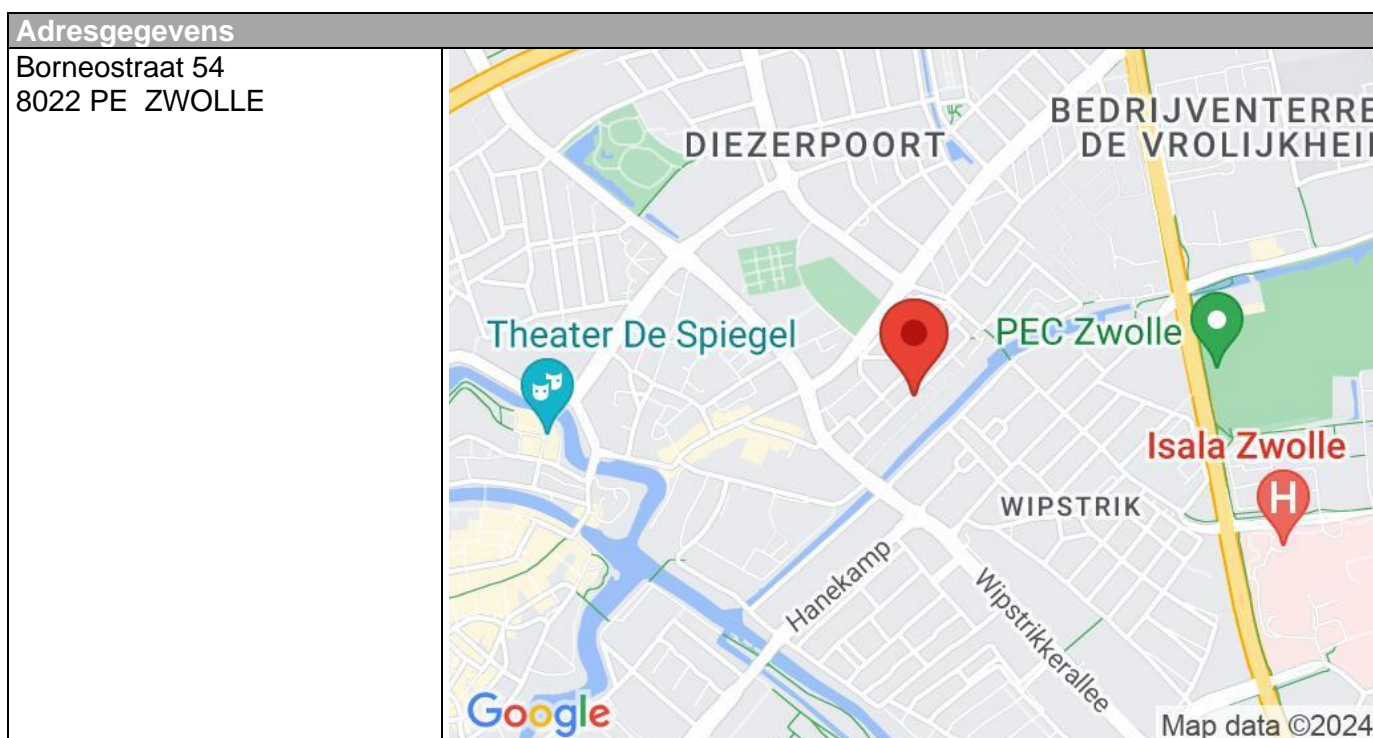 Adresgegevens
Borneostraat 54
8022 PE ZWOLLE
BEDRIJVENTERRE
DE VROLIJKHEI
DIEZERPOORT
Theater De Spiegel
PEC Zwolle
Isala Zwolle
H
WIPSTRIK
Hanekamp
Wipstrikkerallee
Google
Map data ©2024